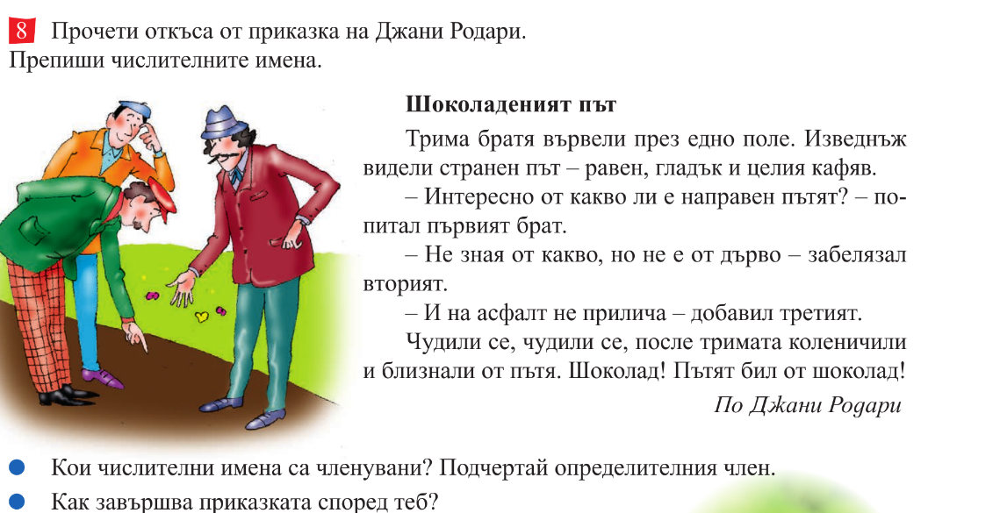 8 Прочети откъса от приказка на Джани Родари.
Препиши числителните имена.
Шоколаденият път
Трима братя вървели през едно поле. Изведнъж
видели странен път – равен, гладък и целия кафяв.
– Интересно от какво ли е направен пътят? – по-
питал първият брат.
– Не зная от какво, но не е от дърво – забелязал
вторият.
– И на асфалт не прилича – добавил третият.
Чудили се, чудили се, после тримата коленичили
и близнали от пътя. Шоколад! Пътят бил от шоколад!
По Джани Родари
Кои числителни имена са членувани? Подчертай определителния член.
Как завършва приказката според теб?